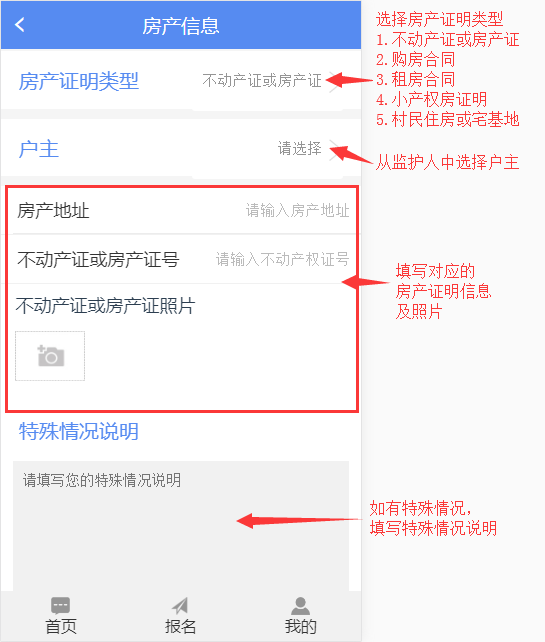 房产信息
房产证明类型
不动产证或房产证
选择房产证明类型
1.不动产证或房产证
2.购房合同
3.租房合同
4.小产权房证明
5.村民住房或宅基地
户主
请选择
从监护人中选择户主
房产地址
请输入房产地址
不动产证或房产证号
请输入不动产权证号
不动产证或房产证照片
填写对应的
房产证明信息
及照片
特殊情况说明
请填写您的特殊情况说明
如有特殊情况，
填写特殊情况说明
首页
报名
我的